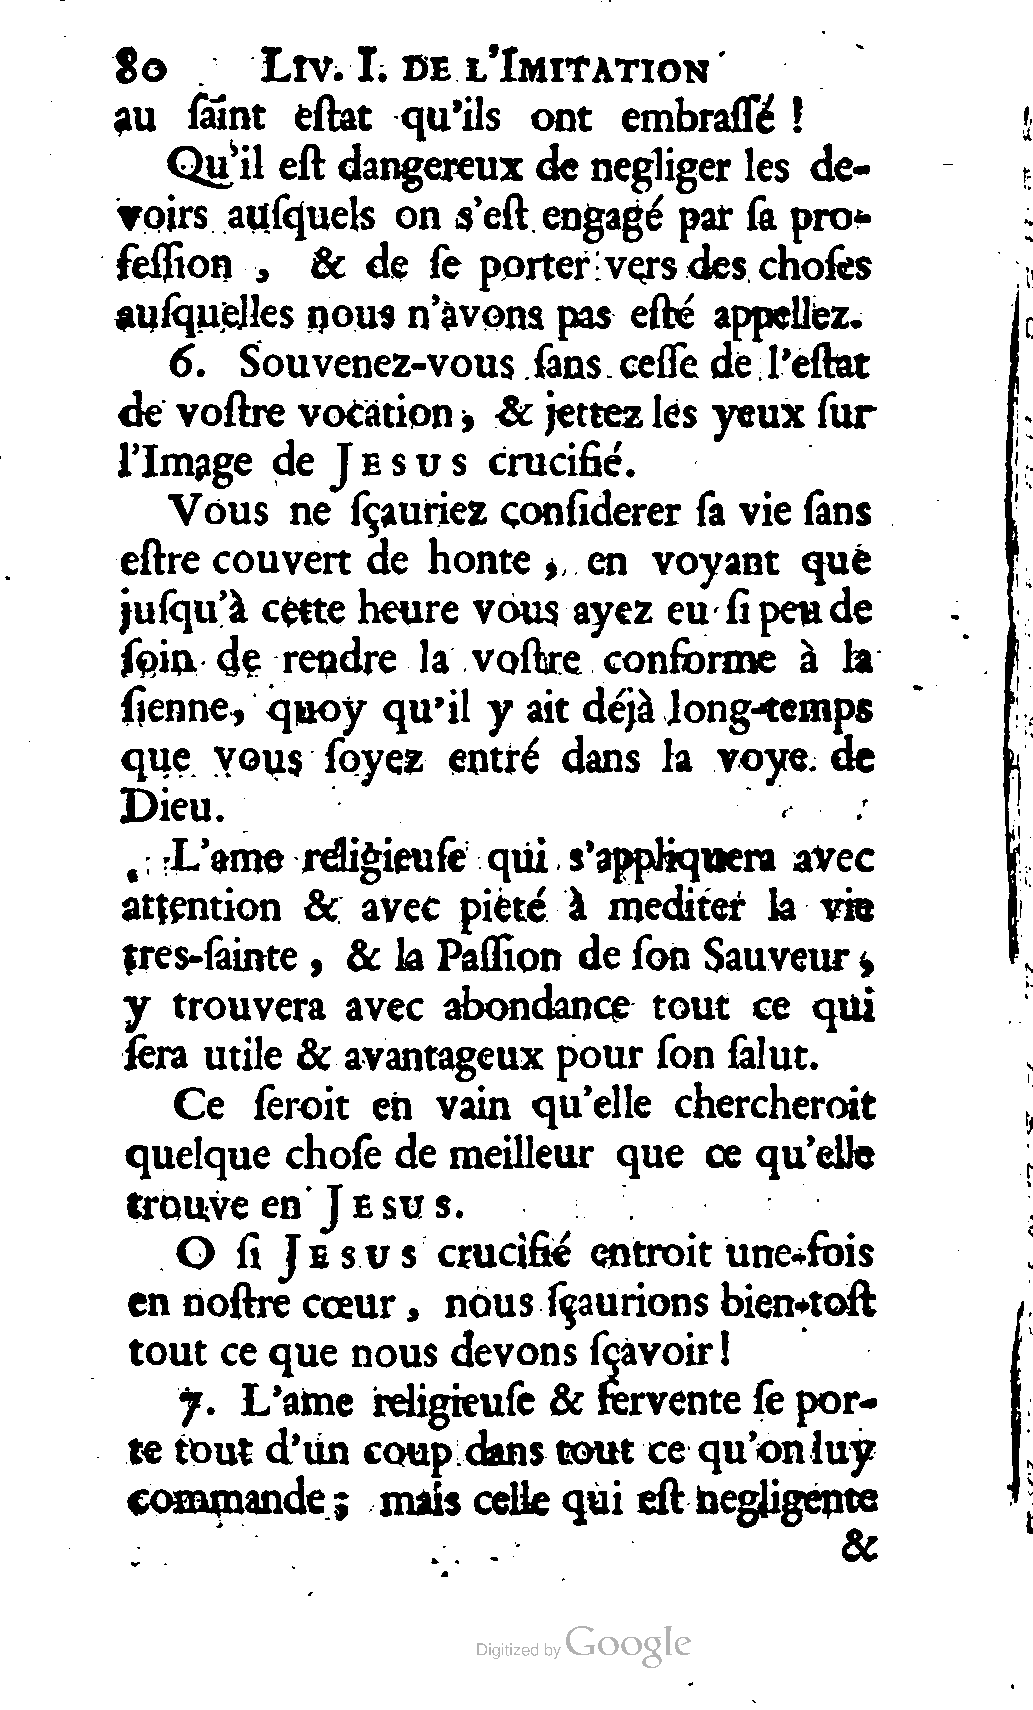 80 LIV. I. DE L'IMITATION
au ſaint eſtat qu'ils ont embraſſé !
Qu'il eſt dangereux de negliger les de-
voirs auſquels on s'eſt engagé par ſa pro-
feſſion , & de ſe porter vers des choſes
auſquelles nous n'avons pas eſté appellez.
6. Souvenez-vous ſans ceſſe de l'eſtat
de voſtre vocation, & jettez les yeux ſur
l'Image de JESUS crucifié.
Vous ne ſçauriez conſiderer ſa vie ſans
eſtre couvert de honte , en voyant que
juſqu'à cette heure vous ayez eu ſi peu de
ſoin de rendre la voſtre conforme à la
ſienne, quoy qu'il y ait déjà long-temps
que vous ſoyez entré dans la voye de
Dieu.
L'ame religieuſe qui s'appliquera avec
attention & avec pieté à mediter la vie
tres-ſainte , & la Paſſion de ſon Sauveur ,
y trouvera avec abondance tout ce qui
ſera utile & avantageux pour ſon ſalut.
Ce ſeroit en vain qu'elle chercheroit
quelque choſe de meilleur que ce qu'elle
trouve en JESUS.
O ſi JESUS crucifié entroit une-fois
en noſtre cœur , nous ſçaurions bien-toſt
tout ce que nous devons ſçavoir!
7. L'ame religieuſe & fervente ſe por-
te tout d'un coup dans tout ce qu'on luy
commande ; mais celle qui eſt negligente
&
Digitized by Google